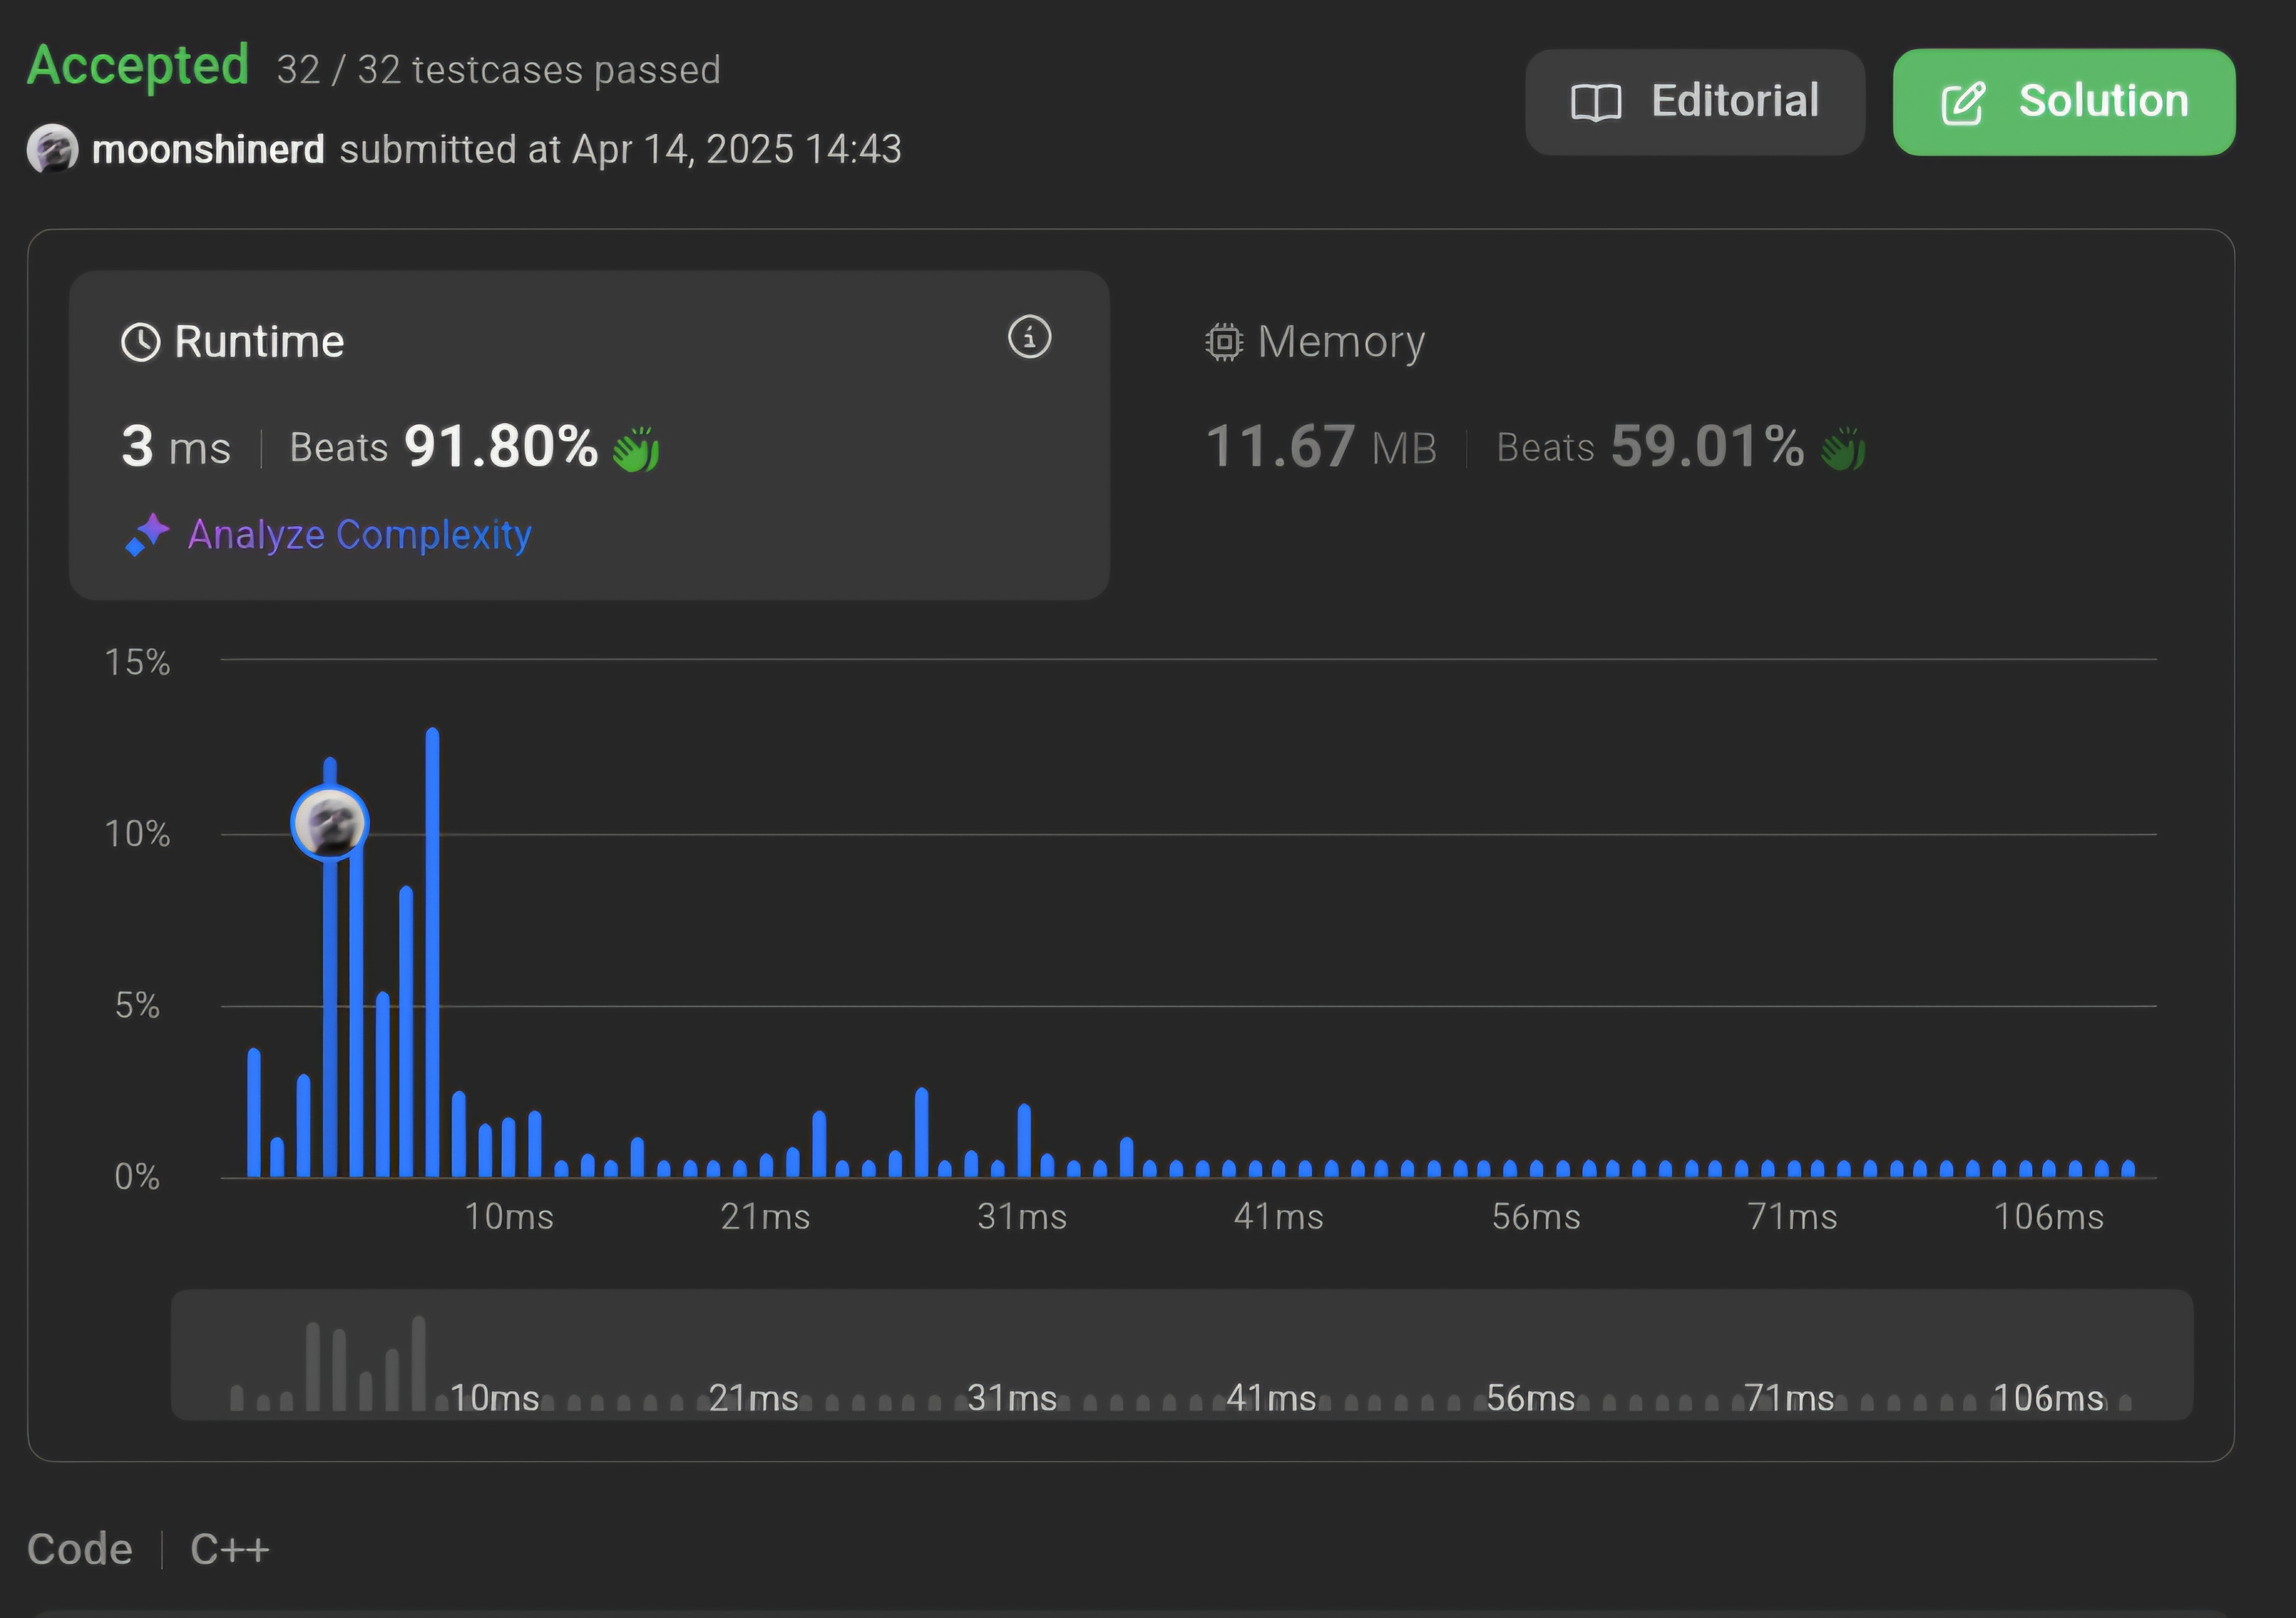 Accepted 32 / 32 testcases passed
Editorial
Solution
moonshinerd submitted at Apr 14, 2025 14:43
Runtime
3 ms | Beats 91.80%
Analyze Complexity
Memory
11.67 MB | Beats 59.01%
15%
10%
5%
0%
10ms 21ms 31ms 41ms 56ms 71ms 106ms
10ms 21ms 31ms 41ms 56ms 71ms 106ms
Code | C++